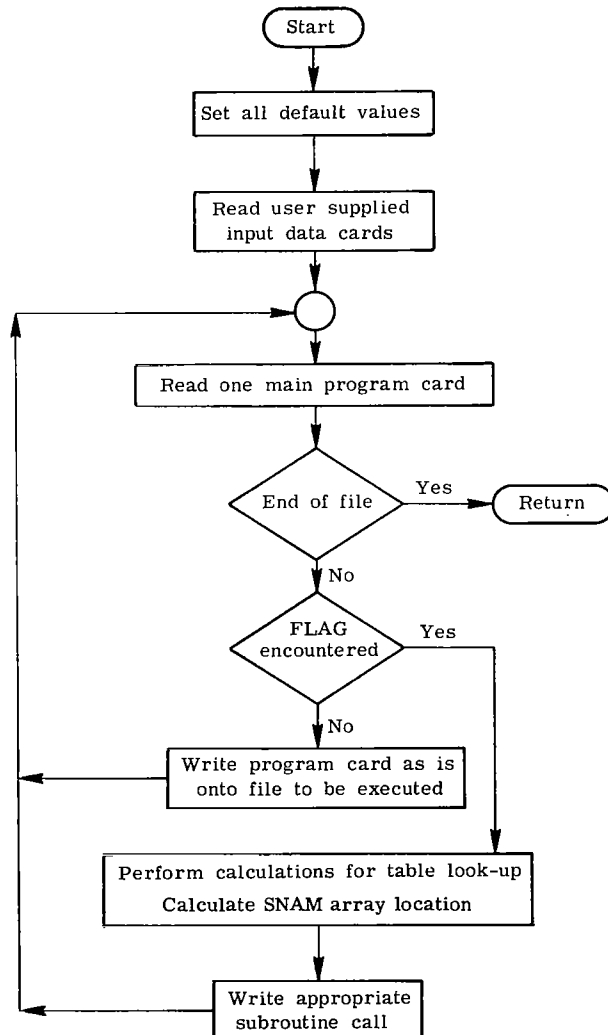 Start
Set all default values
Read user supplied
input data cards
Read one main program card
End of file
Yes
Return
No
FLAG
encountered
Yes
No
Write program card as is
onto file to be executed
Perform calculations for table look-up
Calculate SNAM array location
Write appropriate
subroutine call